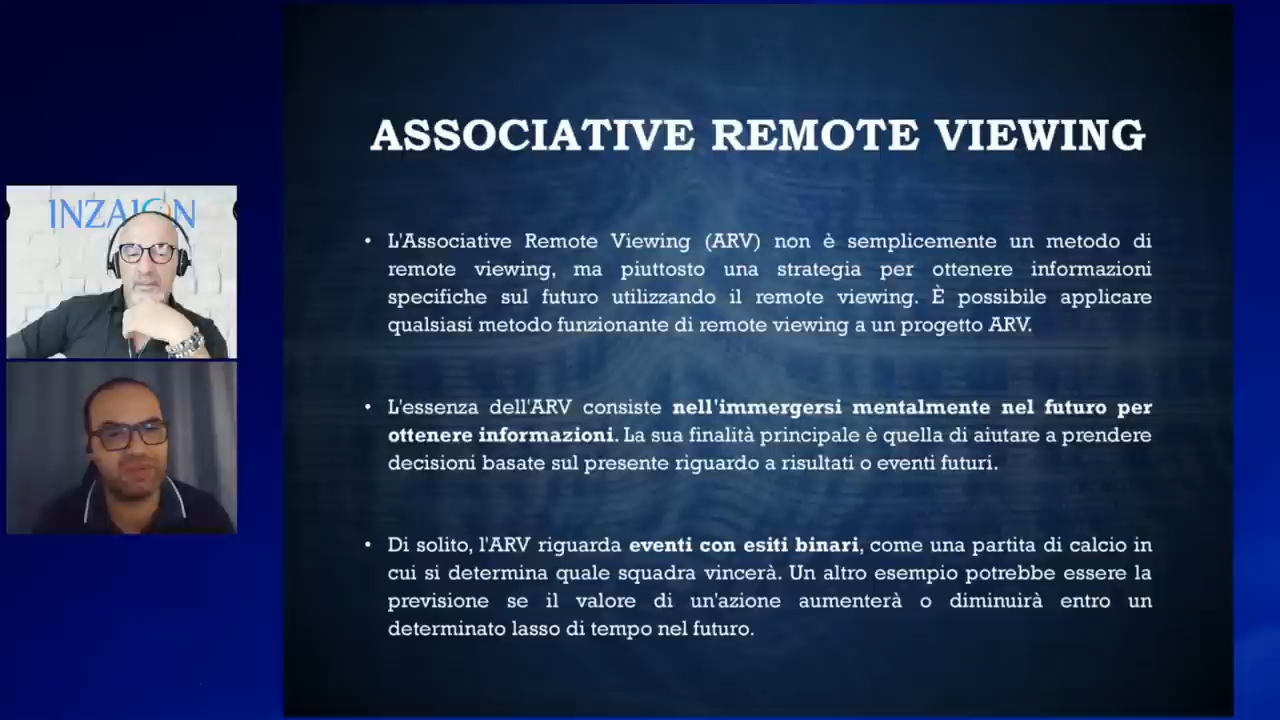 INZAION
ASSOCIATIVE REMOTE VIEWING
• L'Associative Remote Viewing (ARV) non è semplicemente un metodo di
remote viewing, ma piuttosto una strategia per ottenere informazioni
specifiche sul futuro utilizzando il remote viewing. È possibile applicare
qualsiasi metodo funzionante di remote viewing a un progetto ARV.
• L'essenza dell'ARV consiste nell'immergersi mentalmente nel futuro per
ottenere informazioni. La sua finalità principale è quella di aiutare a prendere
decisioni basate sul presente riguardo a risultati o eventi futuri.
• Di solito, l'ARV riguarda eventi con esiti binari, come una partita di calcio in
cui si determina quale squadra vincerà. Un altro esempio potrebbe essere la
previsione se il valore di un'azione aumenterà o diminuirà entro un
determinato lasso di tempo nel futuro.